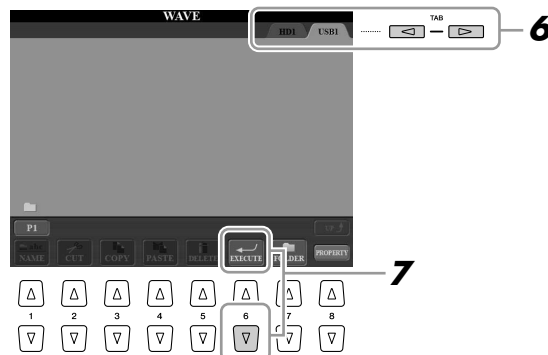 WAVE
TAB
HD1 USB1
6
P1
UP
NAME CUT COPY PASTE DELETE EXECUTE FOLDER PROPERTY
7
1 2 3 4 5 6 7 8